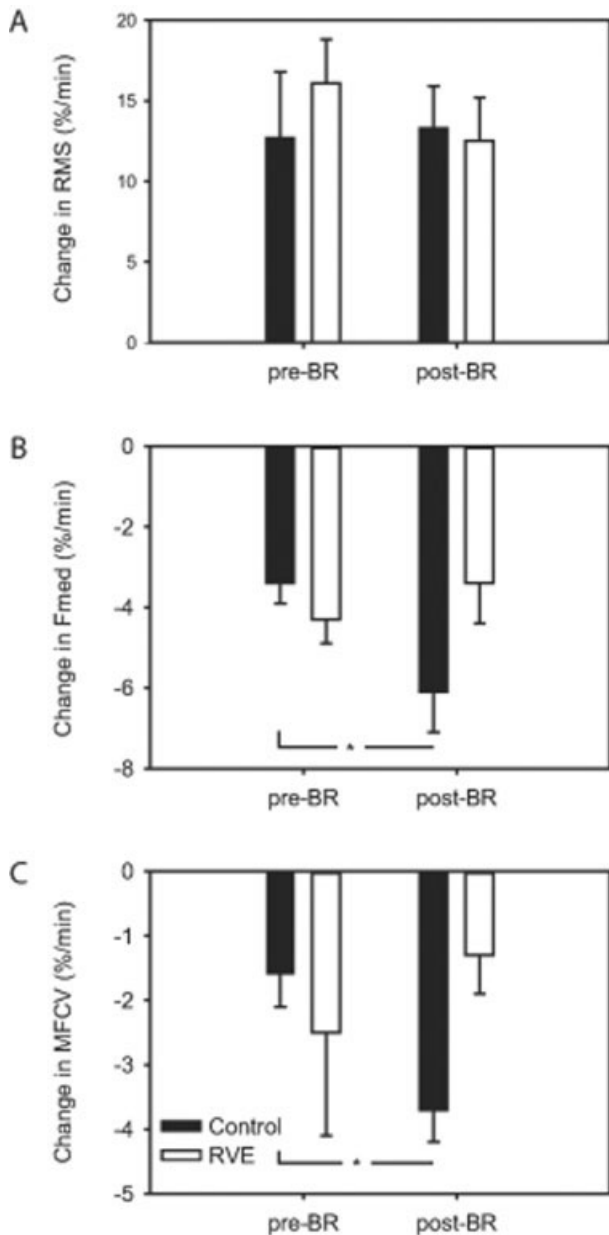 A
Change in RMS (%/min)
20
15
10
5
0
pre-BR post-BR
B
Change in Fmed (%/min)
0
-2
-4
-6
-8
*
pre-BR post-BR
C
Change in MFCV (%/min)
0
-1
-2
-3
-4
-5
Control
RVE
*
pre-BR post-BR